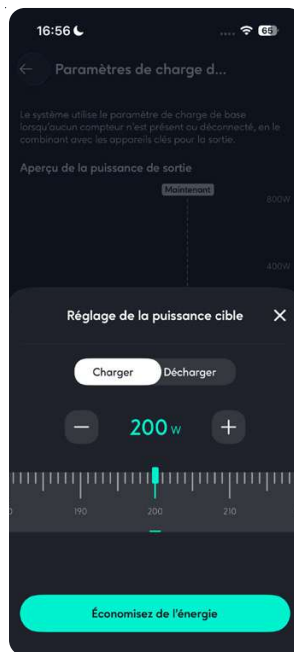 16:56
65
Paramètres de charge d...
Le système utilise le paramètre de charge de base
lorsqu'aucun compteur n'est présent ou déconnecté, en le
combinant avec les appareils clés pour la sortie.
Aperçu de la puissance de sortie
Maintenant
800W
400W
Réglage de la puissance cible
Charger
Décharger
200 W
190
200
210
Économisez de l'énergie